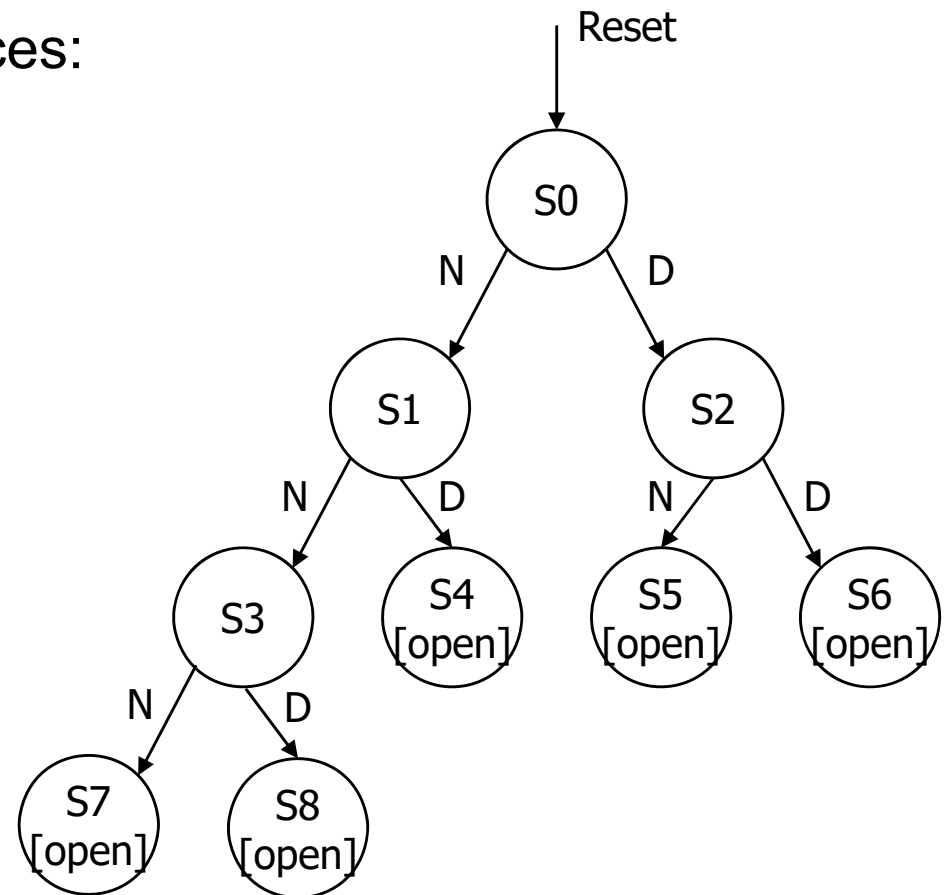 ces:
Reset
S0
N
D
S1
S2
N
D
N
D
S3
S4
[open]
S5
[open]
S6
[open]
N
D
S7
[open]
S8
[open]